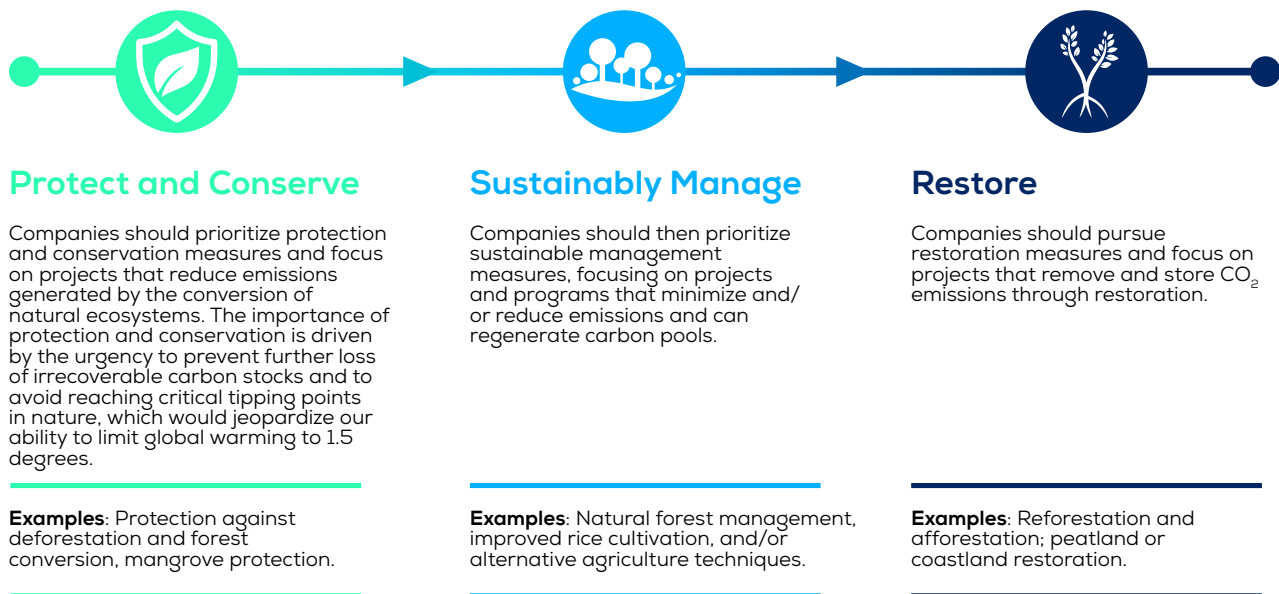 Protect and Conserve
Companies should prioritize protection
and conservation measures and focus
on projects that reduce emissions
generated by the conversion of
natural ecosystems. The importance of
protection and conservation is driven
by the urgency to prevent further loss
of irrecoverable carbon stocks and to
avoid reaching critical tipping points
in nature, which would jeopardize our
ability to limit global warming to 1.5
degrees.
Examples: Protection against
deforestation and forest
conversion, mangrove protection.
Sustainably Manage
Companies should then prioritize
sustainable management
measures, focusing on projects
and programs that minimize and/
or reduce emissions and can
regenerate carbon pools.
Examples: Natural forest management,
improved rice cultivation, and/or
alternative agriculture techniques.
Restore
Companies should pursue
restoration measures and focus on
projects that remove and store CO₂
emissions through restoration.
Examples: Reforestation and
afforestation; peatland or
coastland restoration.